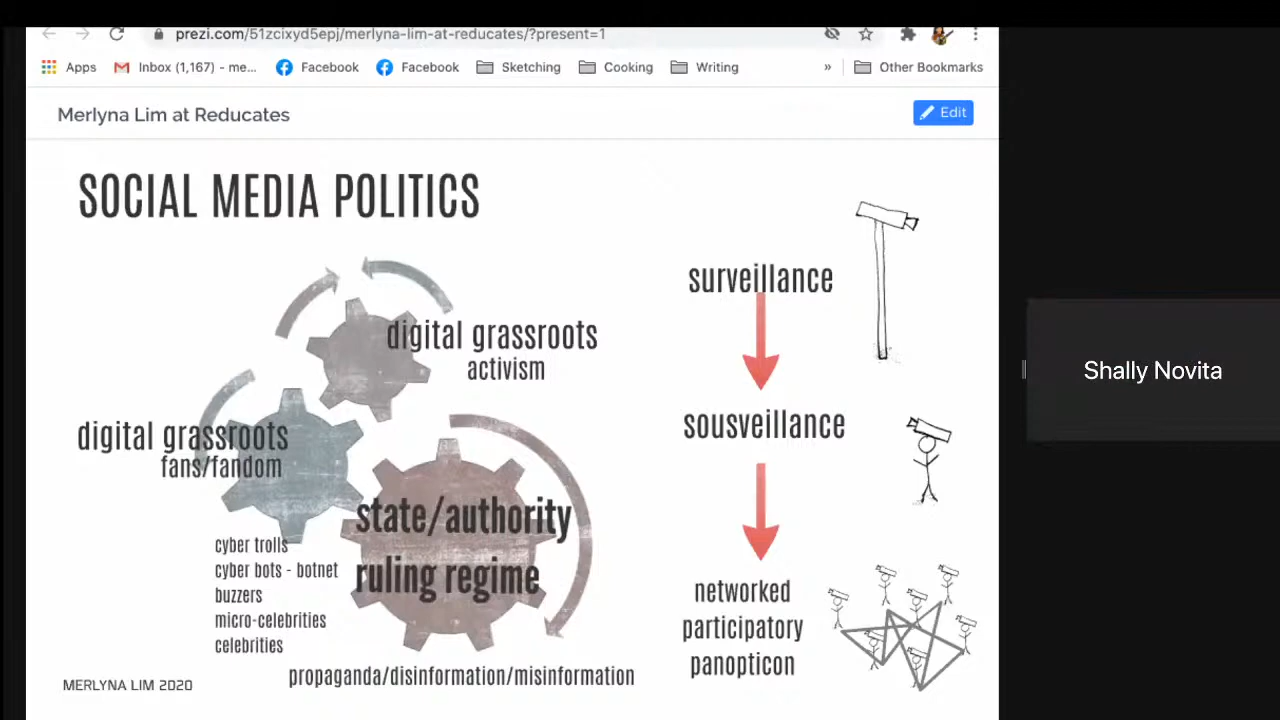 prezi.com/51zcixyd5epj/merlyna-lim-at-reducates/?present=1
Apps Inbox (1,167) - me... Facebook Facebook Sketching Cooking Writing » Other Bookmarks
Merlyna Lim at Reducates Edit
SOCIAL MEDIA POLITICS
digital grassroots
activism
digital grassroots
fans/fandom
state/authority
ruling regime
cyber trolls
cyber bots - botnet
buzzers
micro-celebrities
celebrities
propaganda/disinformation/misinformation
MERLYNA LIM 2020
surveillance
sousveillance
networked
participatory
panopticon
Shally Novita